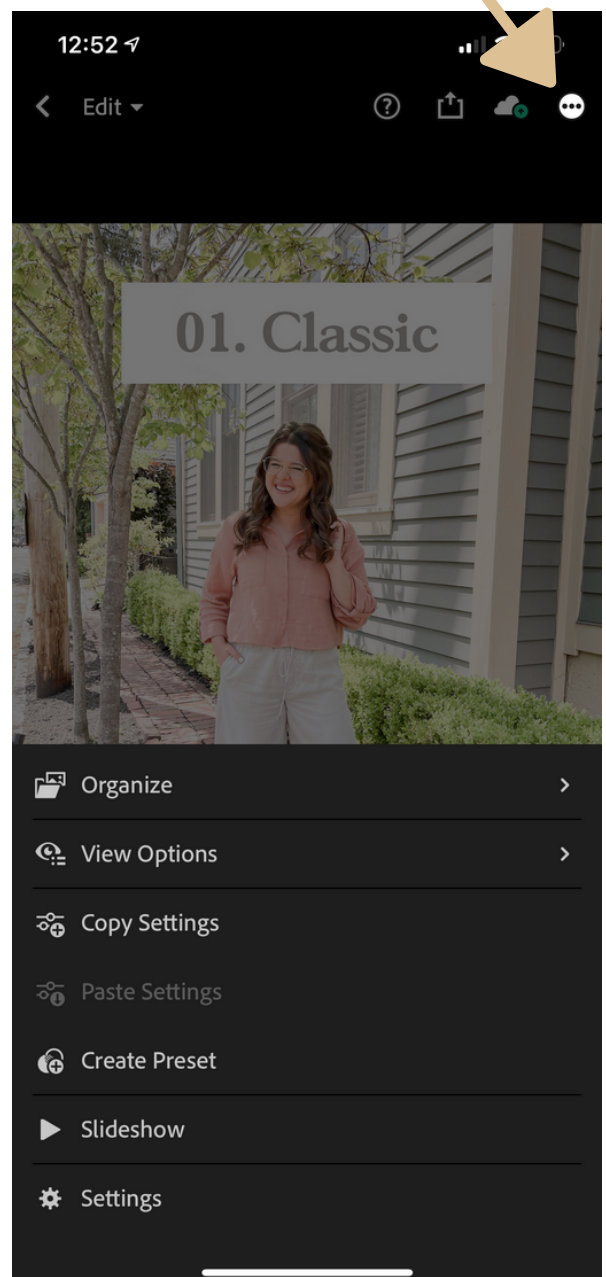 12:52
Edit
01. Classic
Organize
View Options
Copy Settings
Paste Settings
Create Preset
Slideshow
Settings